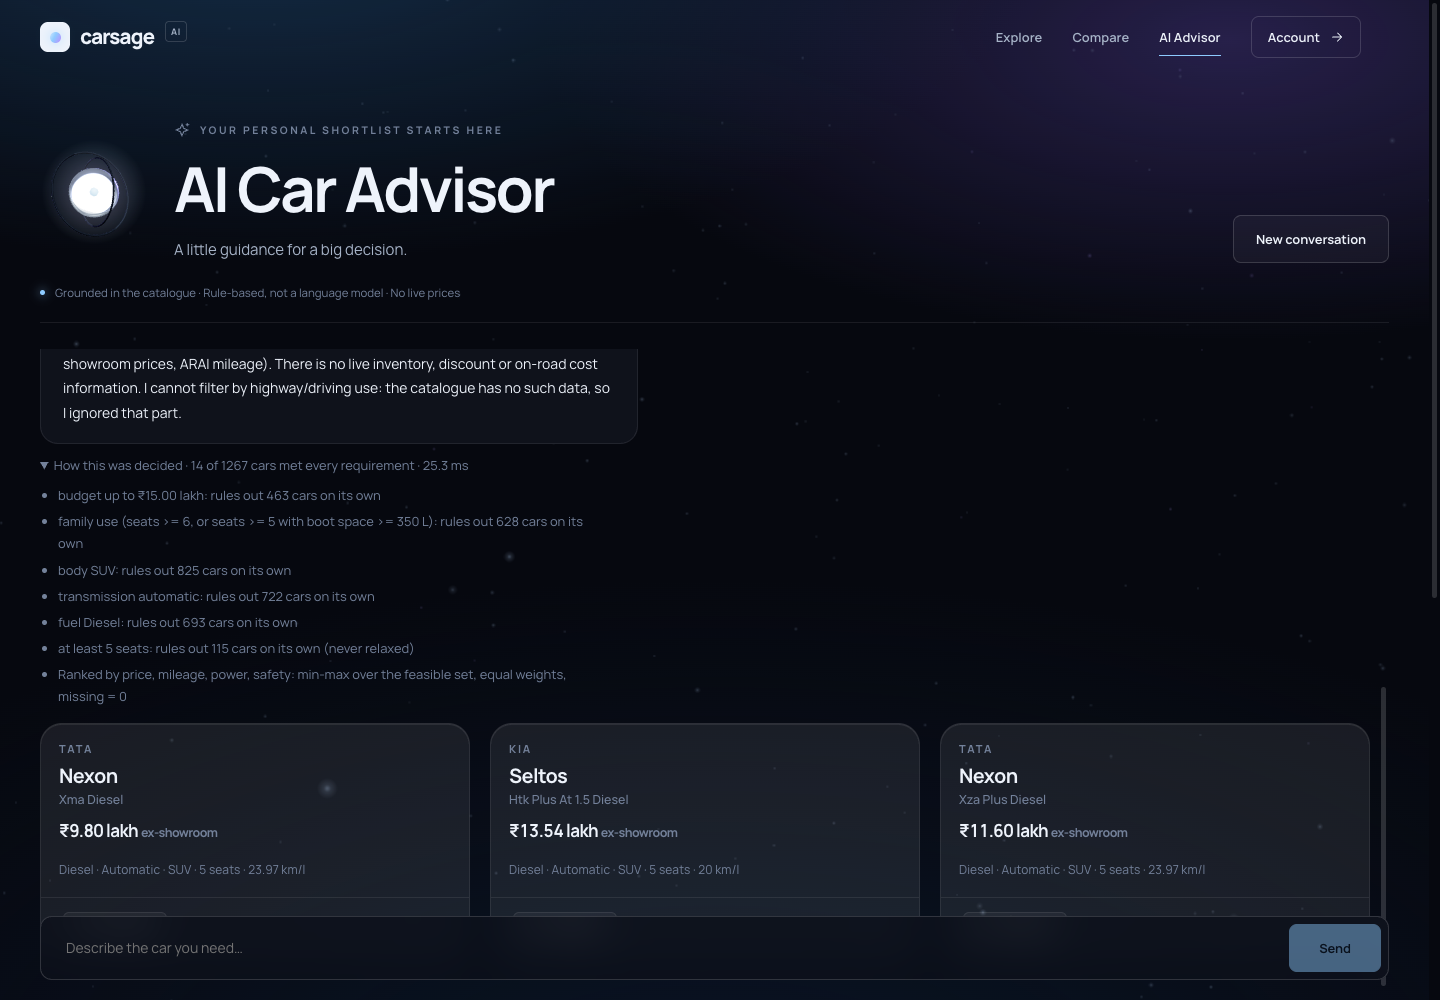 carsage AI
Explore Compare AI Advisor Account →
YOUR PERSONAL SHORTLIST STARTS HERE
AI Car Advisor
A little guidance for a big decision.
New conversation
Grounded in the catalogue · Rule-based, not a language model · No live prices
showroom prices, ARAI mileage). There is no live inventory, discount or on-road cost
information. I cannot filter by highway/driving use: the catalogue has no such data, so
I ignored that part.
▼ How this was decided · 14 of 1267 cars met every requirement · 25.3 ms
• budget up to ₹15.00 lakh: rules out 463 cars on its own
• family use (seats >= 6, or seats >= 5 with boot space >= 350 L): rules out 628 cars on its
own
• body SUV: rules out 825 cars on its own
• transmission automatic: rules out 722 cars on its own
• fuel Diesel: rules out 693 cars on its own
• at least 5 seats: rules out 115 cars on its own (never relaxed)
• Ranked by price, mileage, power, safety: min-max over the feasible set, equal weights,
missing = 0
TATA
Nexon
Xma Diesel
₹9.80 lakh ex-showroom
Diesel · Automatic · SUV · 5 seats · 23.97 km/l
KIA
Seltos
Htk Plus At 1.5 Diesel
₹13.54 lakh ex-showroom
Diesel · Automatic · SUV · 5 seats · 20 km/l
TATA
Nexon
Xza Plus Diesel
₹11.60 lakh ex-showroom
Diesel · Automatic · SUV · 5 seats · 23.97 km/l
Describe the car you need...
Send